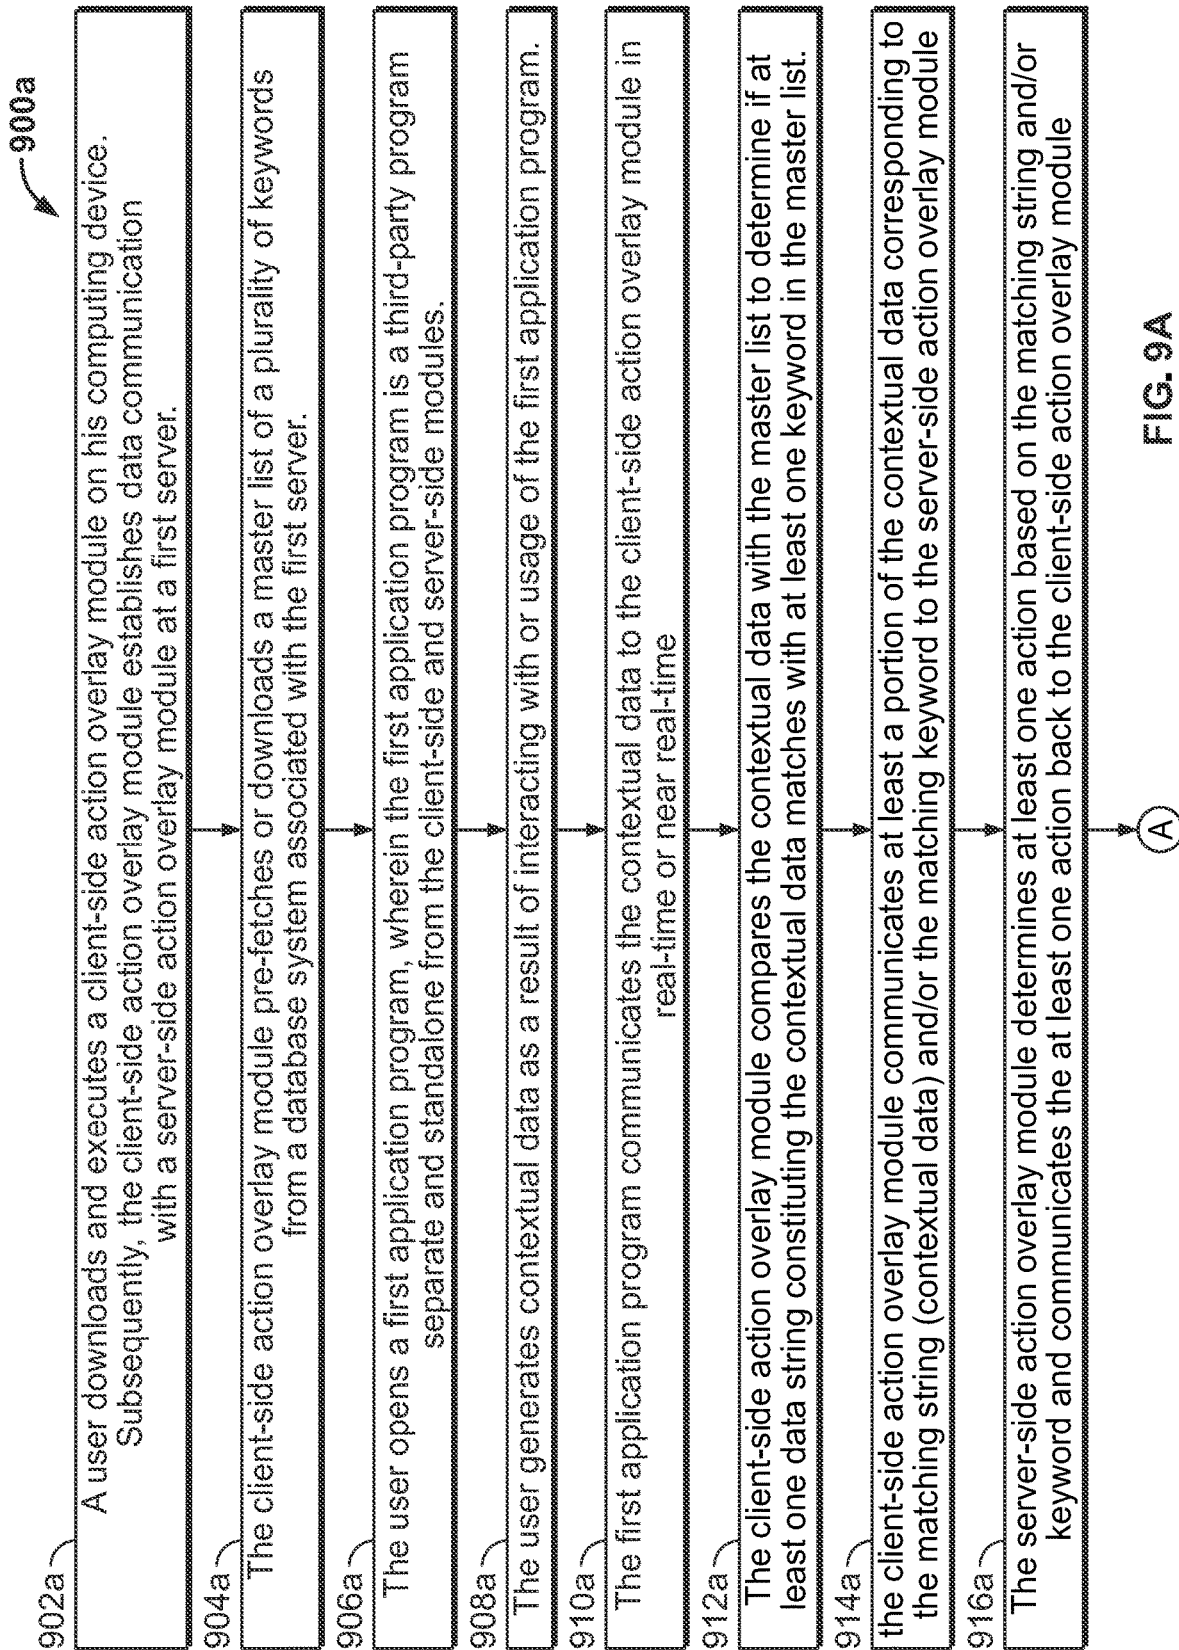 900a
902a
A user downloads and executes a client-side action overlay module on his computing device.
Subsequently, the client-side action overlay module establishes data communication
with a server-side action overlay module at a first server.
904a
The client-side action overlay module pre-fetches or downloads a master list of a plurality of keywords
from a database system associated with the first server.
906a
The user opens a first application program, wherein the first application program is a third-party program
separate and standalone from the client-side and server-side modules.
908a
The user generates contextual data as a result of interacting with or usage of the first application program.
910a
The first application program communicates the contextual data to the client-side action overlay module in
real-time or near real-time
912a
The client-side action overlay module compares the contextual data with the master list to determine if at
least one data string constituting the contextual data matches with at least one keyword in the master list.
914a
the client-side action overlay module communicates at least a portion of the contextual data corresponding to
the matching string (contextual data) and/or the matching keyword to the server-side action overlay module
916a
The server-side action overlay module determines at least one action based on the matching string and/or
keyword and communicates the at least one action back to the client-side action overlay module
A
FIG. 9A